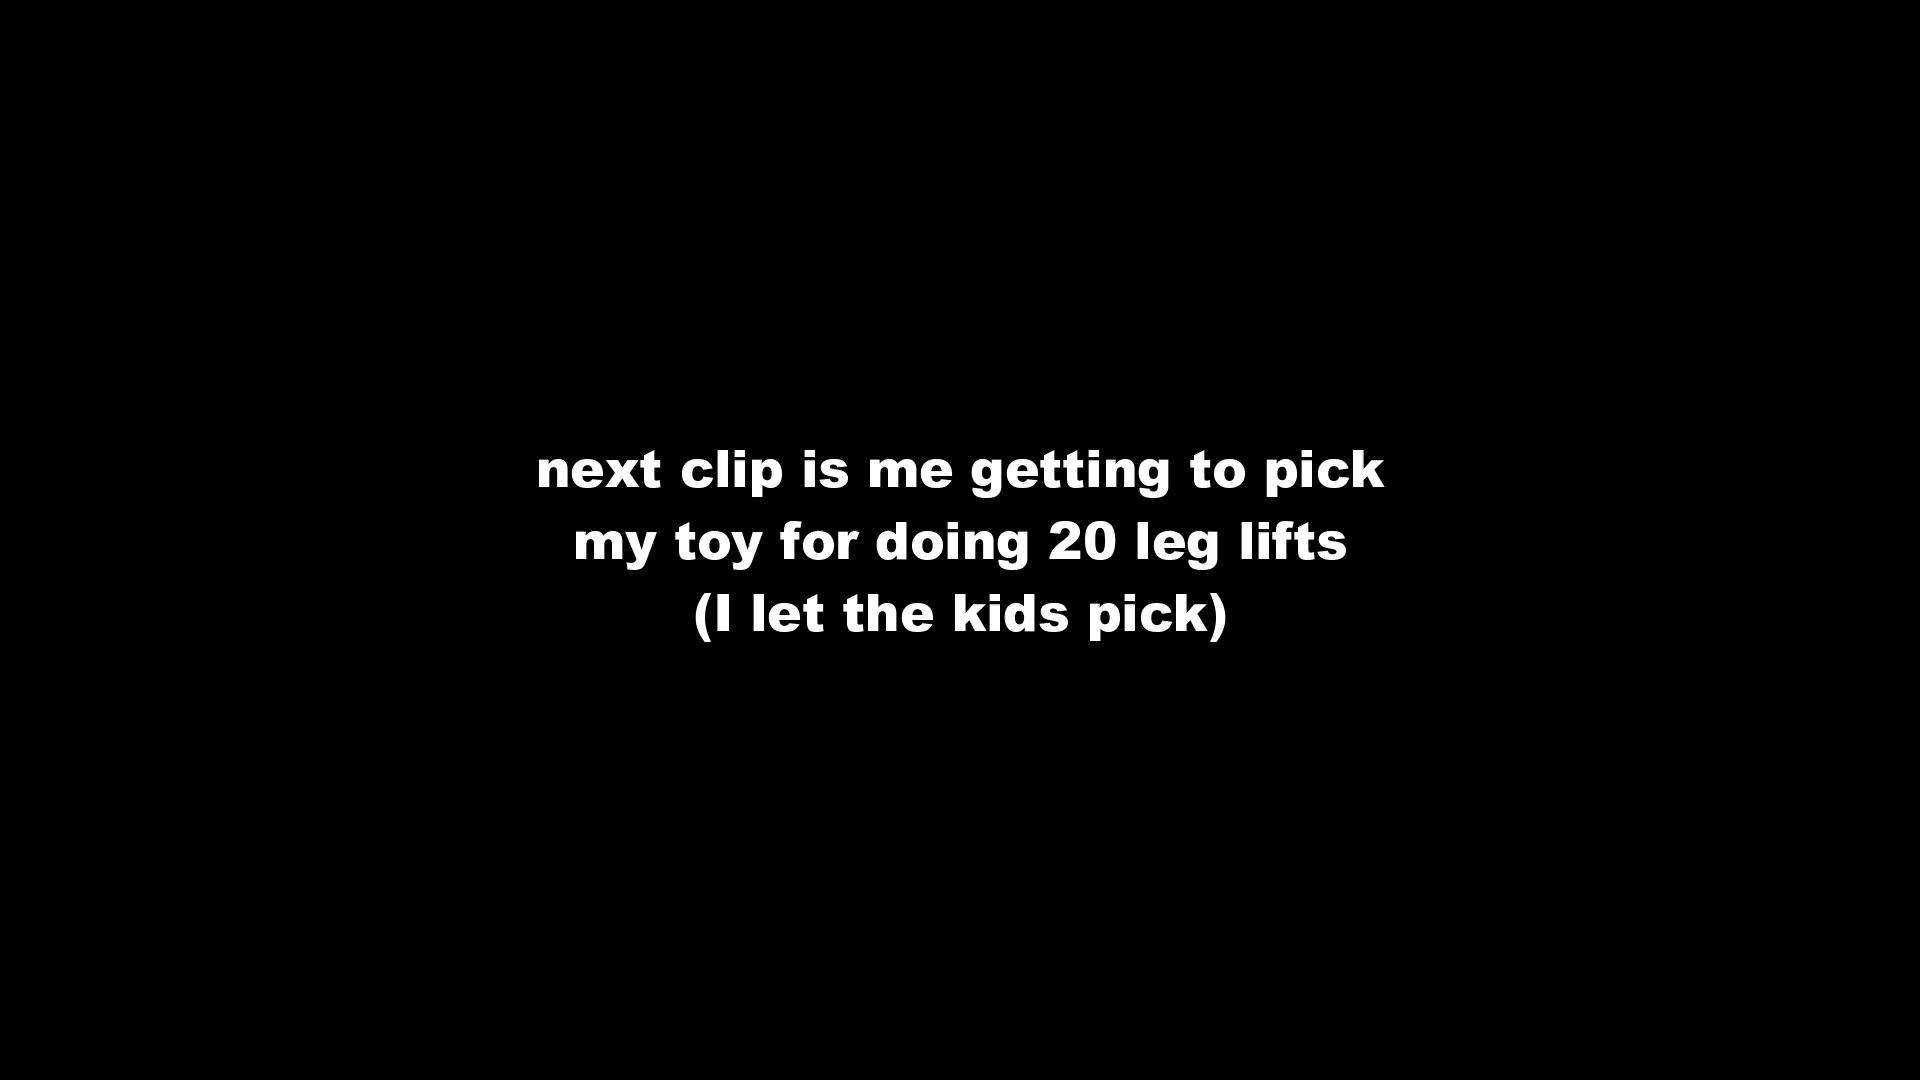 next clip is me getting to pick
my toy for doing 20 leg lifts
(I let the kids pick)